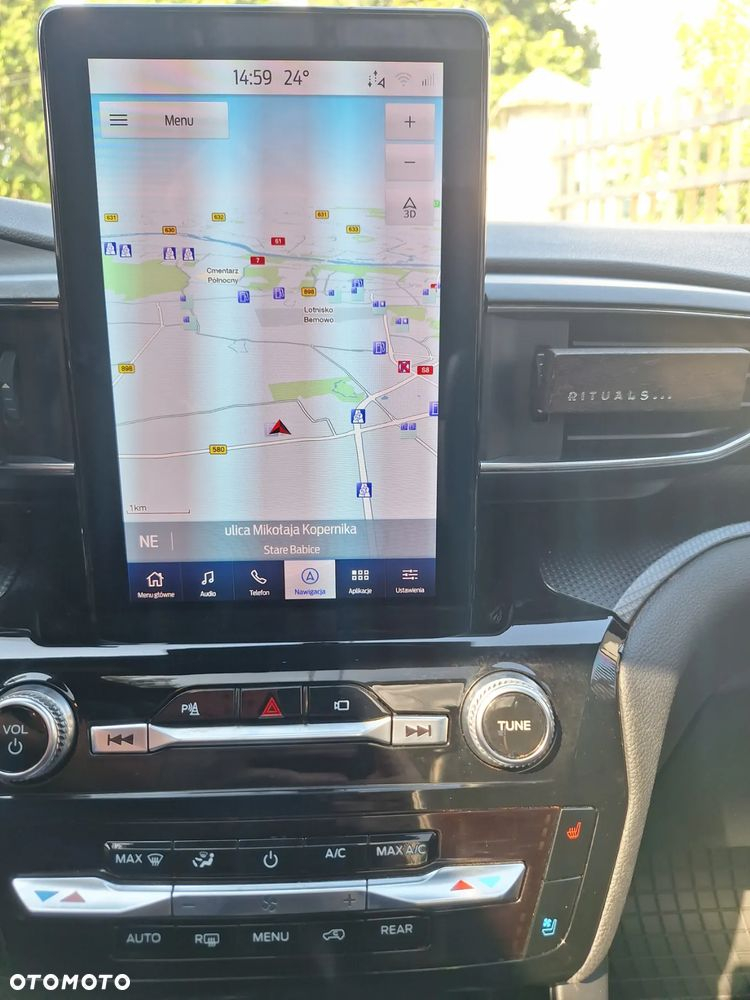 14:59 24°
Menu
+
−
3D
631
632
631
630
633
61
7
Cmentarz
Północny
898
Lotnisko
Bemowo
898
S8
580
1km
NE
ulica Mikołaja Kopernika
Stare Babice
Menu główne
Audio
Telefon
Nawigacja
Aplikacje
Ustawienia
RITUALS...
VOL
TUNE
MAX
A/C
MAX A/C
− +
AUTO
R
MENU
REAR
OTOMOTO